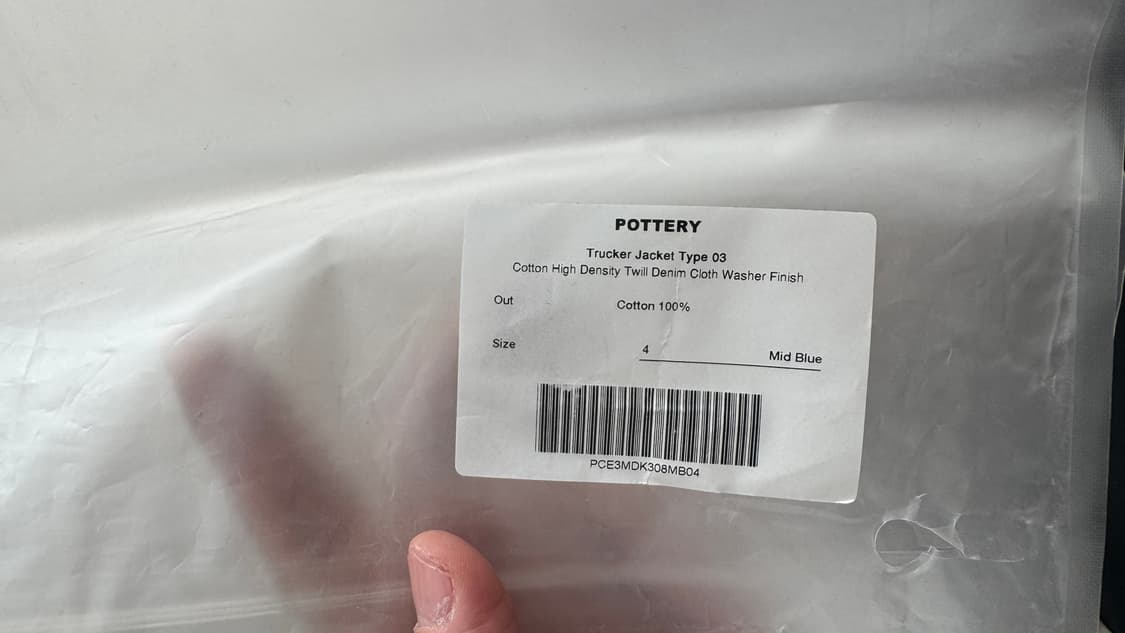 POTTERY
Trucker Jacket Type 03
Cotton High Density Twill Denim Cloth Washer Finish
Out Cotton 100%
Size 4 Mid Blue
PCE3MDK308MB04